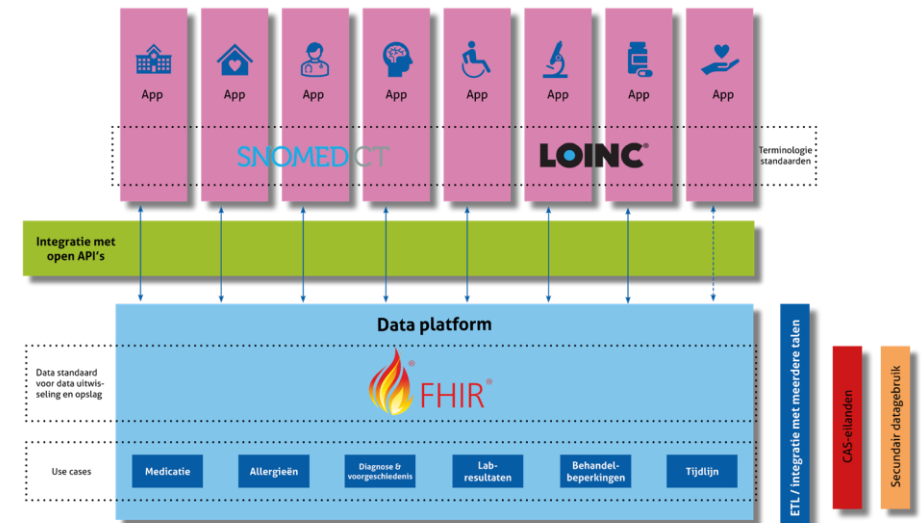 App
App
App
App
App
App
App
App
SNOMED CT
LOINC®
Terminologie
standaarden
Integratie met
open API's
Data platform
Data standaard
voor data uitwis-
seling en opslag
® FHIR®
Use cases
Medicatie
Allergieën
Diagnose &
voorgeschiedenis
Lab-
resultaten
Behandel-
beperkingen
Tijdlijn
ETL / integratie met meerdere talen
CAS-eilanden
Secundair datagebruik